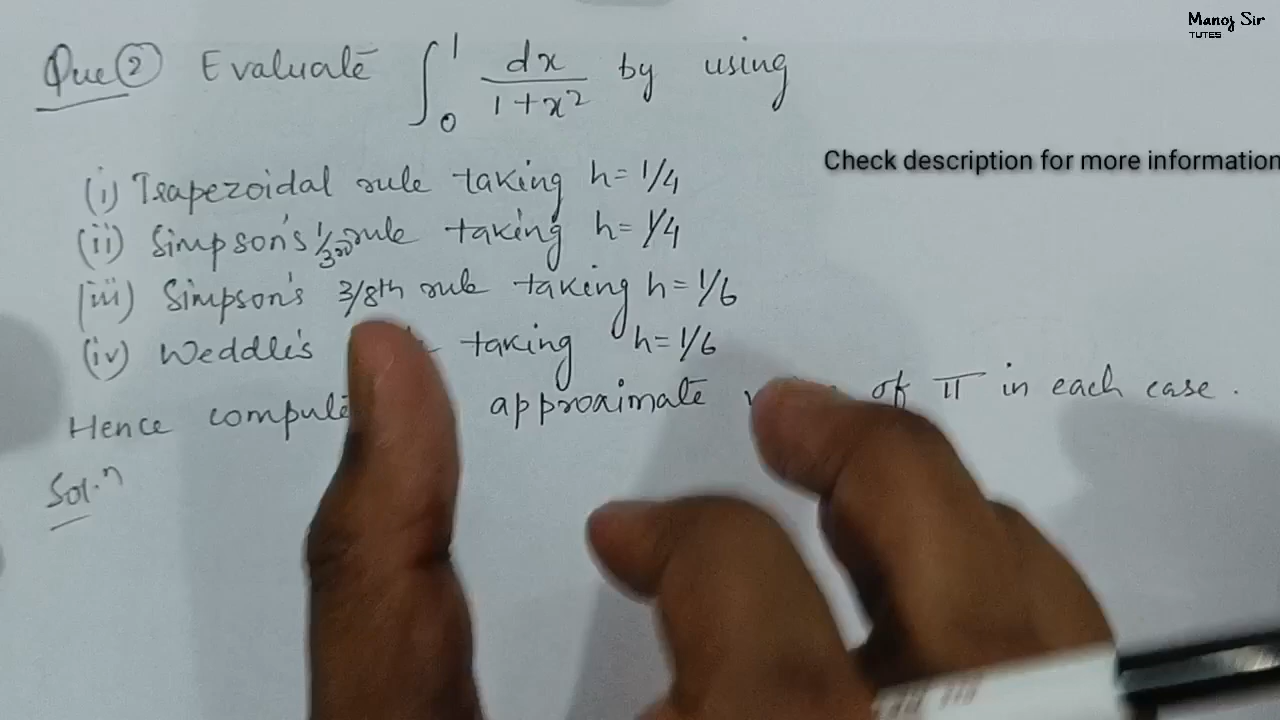 Manoj Sir
TUTES
Que ② Evaluate ∫₀¹ dx/(1+x²) by using
Check description for more information
(i) Trapezoidal rule taking h = 1/4
(ii) Simpson's 1/3rd rule taking h = 1/4
(iii) Simpson's 3/8th rule taking h = 1/6
(iv) Weddle's taking h = 1/6
Hence compute approximate of π in each case.
Sol.ⁿ